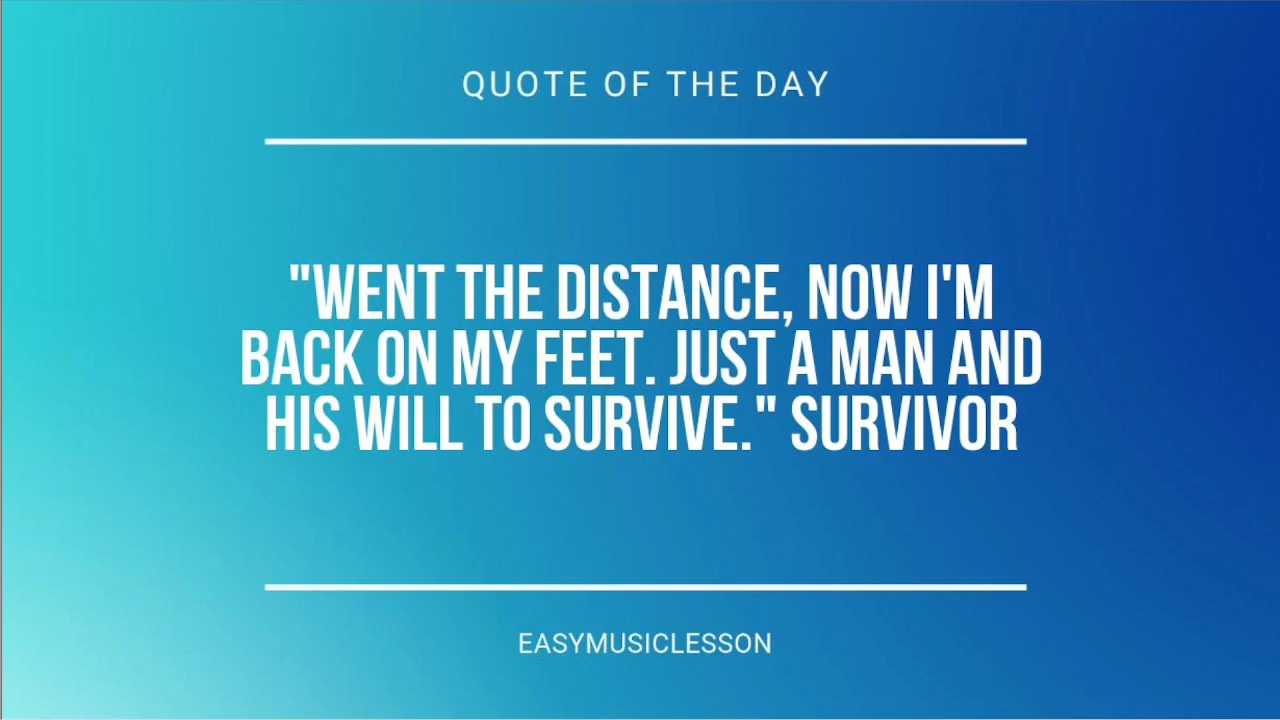 QUOTE OF THE DAY
"WENT THE DISTANCE, NOW I'M
BACK ON MY FEET. JUST A MAN AND
HIS WILL TO SURVIVE." SURVIVOR
EASYMUSICLESSON